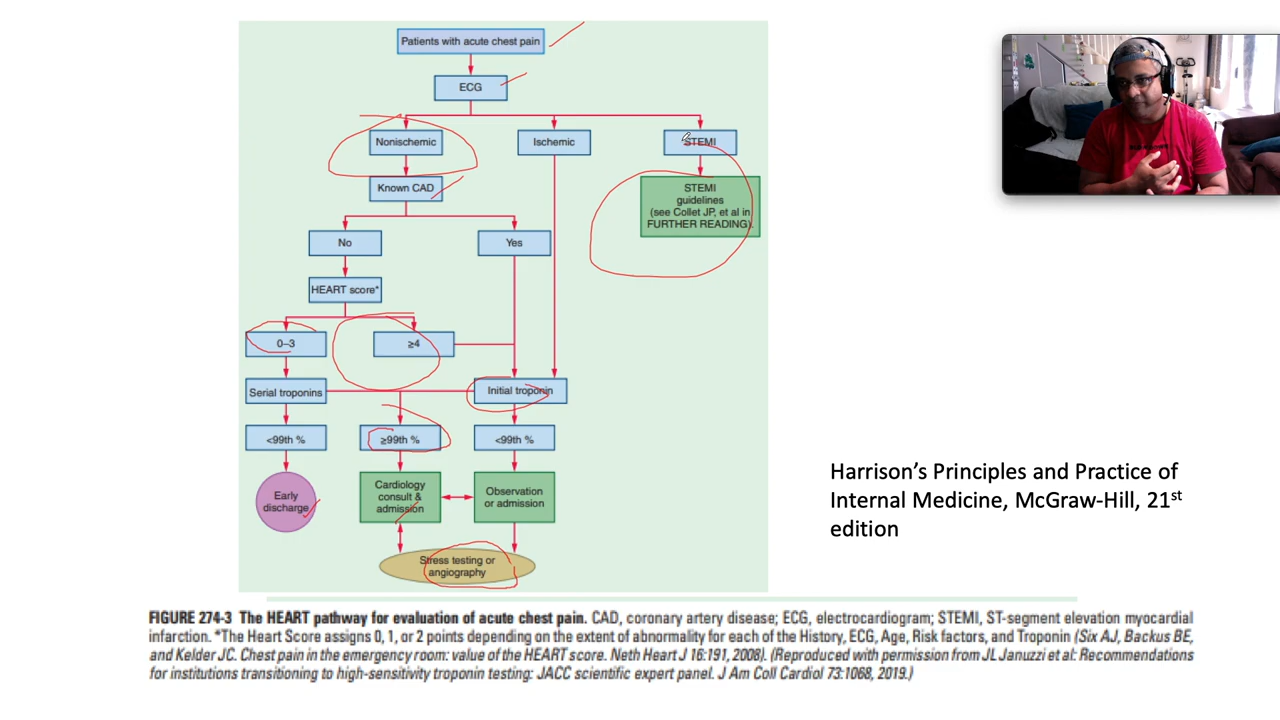 Patients with acute chest pain
ECG
Nonischemic
Ischemic
STEMI
Known CAD
STEMI
guidelines
(see Collet JP, et al in
FURTHER READING).
No
Yes
HEART score*
0–3
≥4
Serial troponins
Initial troponin
<99th %
≥99th %
<99th %
Early
discharge
Cardiology
consult &
admission
Observation
or admission
Stress testing or
angiography
Harrison’s Principles and Practice of
Internal Medicine, McGraw-Hill, 21st
edition
FIGURE 274-3 The HEART pathway for evaluation of acute chest pain. CAD, coronary artery disease; ECG, electrocardiogram; STEMI, ST-segment elevation myocardial
infarction. *The Heart Score assigns 0, 1, or 2 points depending on the extent of abnormality for each of the History, ECG, Age, Risk factors, and Troponin (Six AJ, Backus BE,
and Kelder JC. Chest pain in the emergency room: value of the HEART score. Neth Heart J 16:191, 2008). (Reproduced with permission from JL Januzzi et al: Recommendations
for institutions transitioning to high-sensitivity troponin testing: JACC scientific expert panel. J Am Coll Cardiol 73:1068, 2019.)